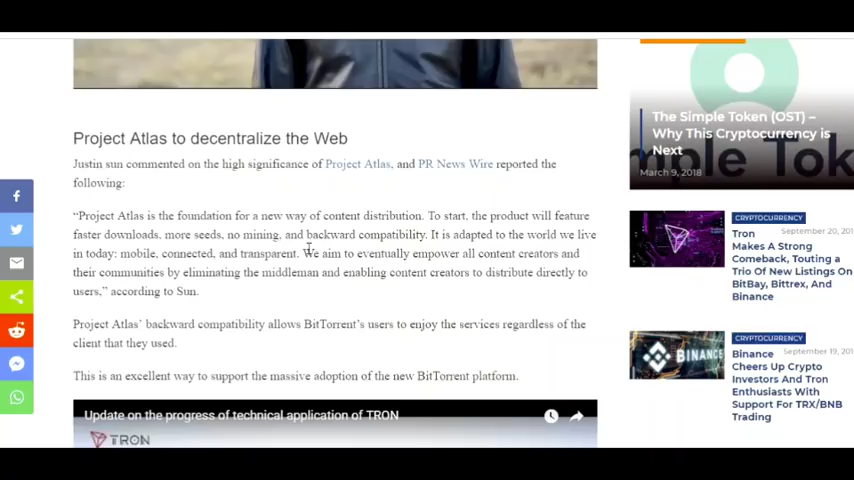 Project Atlas to decentralize the Web
Justin sun commented on the high significance of Project Atlas, and PR News Wire reported the
following:
“Project Atlas is the foundation for a new way of content distribution. To start, the product will feature
faster downloads, more seeds, no mining, and backward compatibility. It is adapted to the world we live
in today: mobile, connected, and transparent. We aim to eventually empower all content creators and
their communities by eliminating the middleman and enabling content creators to distribute directly to
users,” according to Sun.
Project Atlas’ backward compatibility allows BitTorrent’s users to enjoy the services regardless of the
client that they used.
This is an excellent way to support the massive adoption of the new BitTorrent platform.
Update on the progress of technical application of TRON
TRON
The Simple Token (OST) –
Why This Cryptocurrency is
Next
March 9, 2018
CRYPTOCURRENCY
Tron September 20, 201
Makes A Strong
Comeback, Touting a
Trio Of New Listings On
BitBay, Bittrex, And
Binance
BINANCE
CRYPTOCURRENCY
Binance September 19, 201
Cheers Up Crypto
Investors And Tron
Enthusiasts With
Support For TRX/BNB
Trading